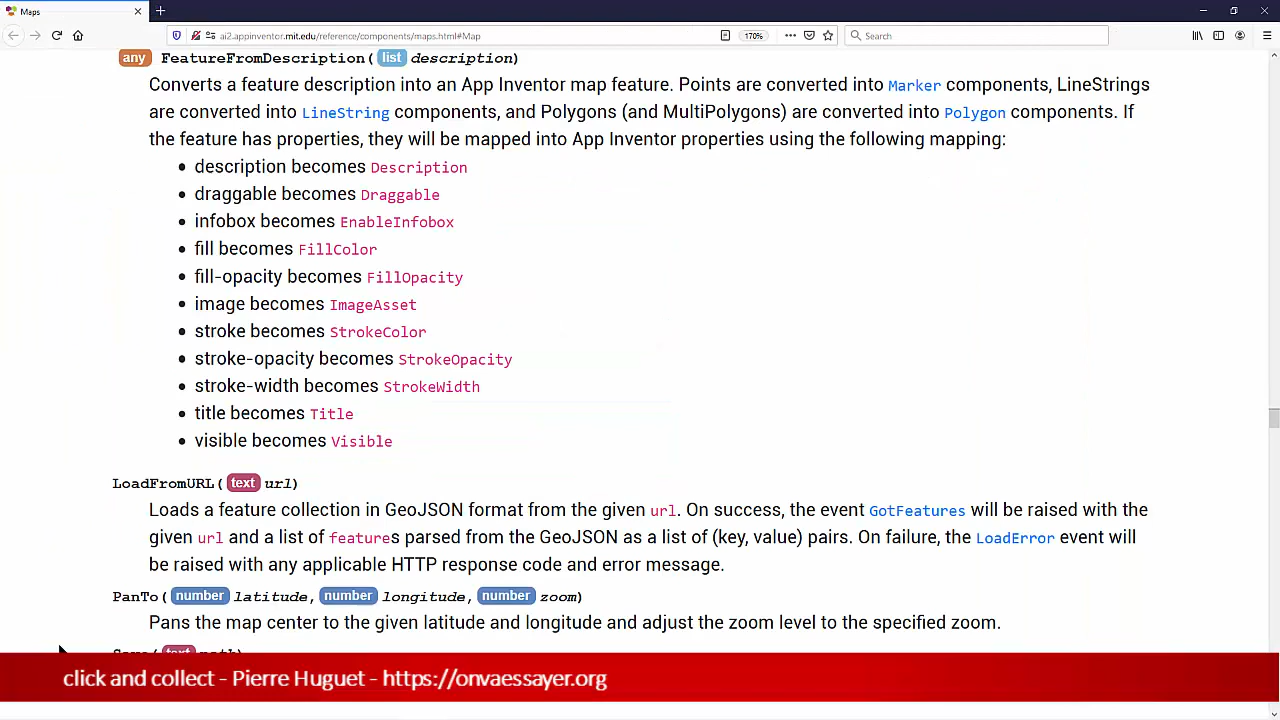 Maps
ai2.appinventor.mit.edu/reference/components/maps.html#Map
170%
Search
any FeatureFromDescription(list description)
Converts a feature description into an App Inventor map feature. Points are converted into Marker components, LineStrings
are converted into LineString components, and Polygons (and MultiPolygons) are converted into Polygon components. If
the feature has properties, they will be mapped into App Inventor properties using the following mapping:
• description becomes Description
• draggable becomes Draggable
• infobox becomes EnableInfobox
• fill becomes FillColor
• fill-opacity becomes FillOpacity
• image becomes ImageAsset
• stroke becomes StrokeColor
• stroke-opacity becomes StrokeOpacity
• stroke-width becomes StrokeWidth
• title becomes Title
• visible becomes Visible
LoadFromURL(text url)
Loads a feature collection in GeoJSON format from the given url. On success, the event GotFeatures will be raised with the
given url and a list of features parsed from the GeoJSON as a list of (key, value) pairs. On failure, the LoadError event will
be raised with any applicable HTTP response code and error message.
PanTo(number latitude,number longitude,number zoom)
Pans the map center to the given latitude and longitude and adjust the zoom level to the specified zoom.
click and collect - Pierre Huguet - https://onvaessayer.org